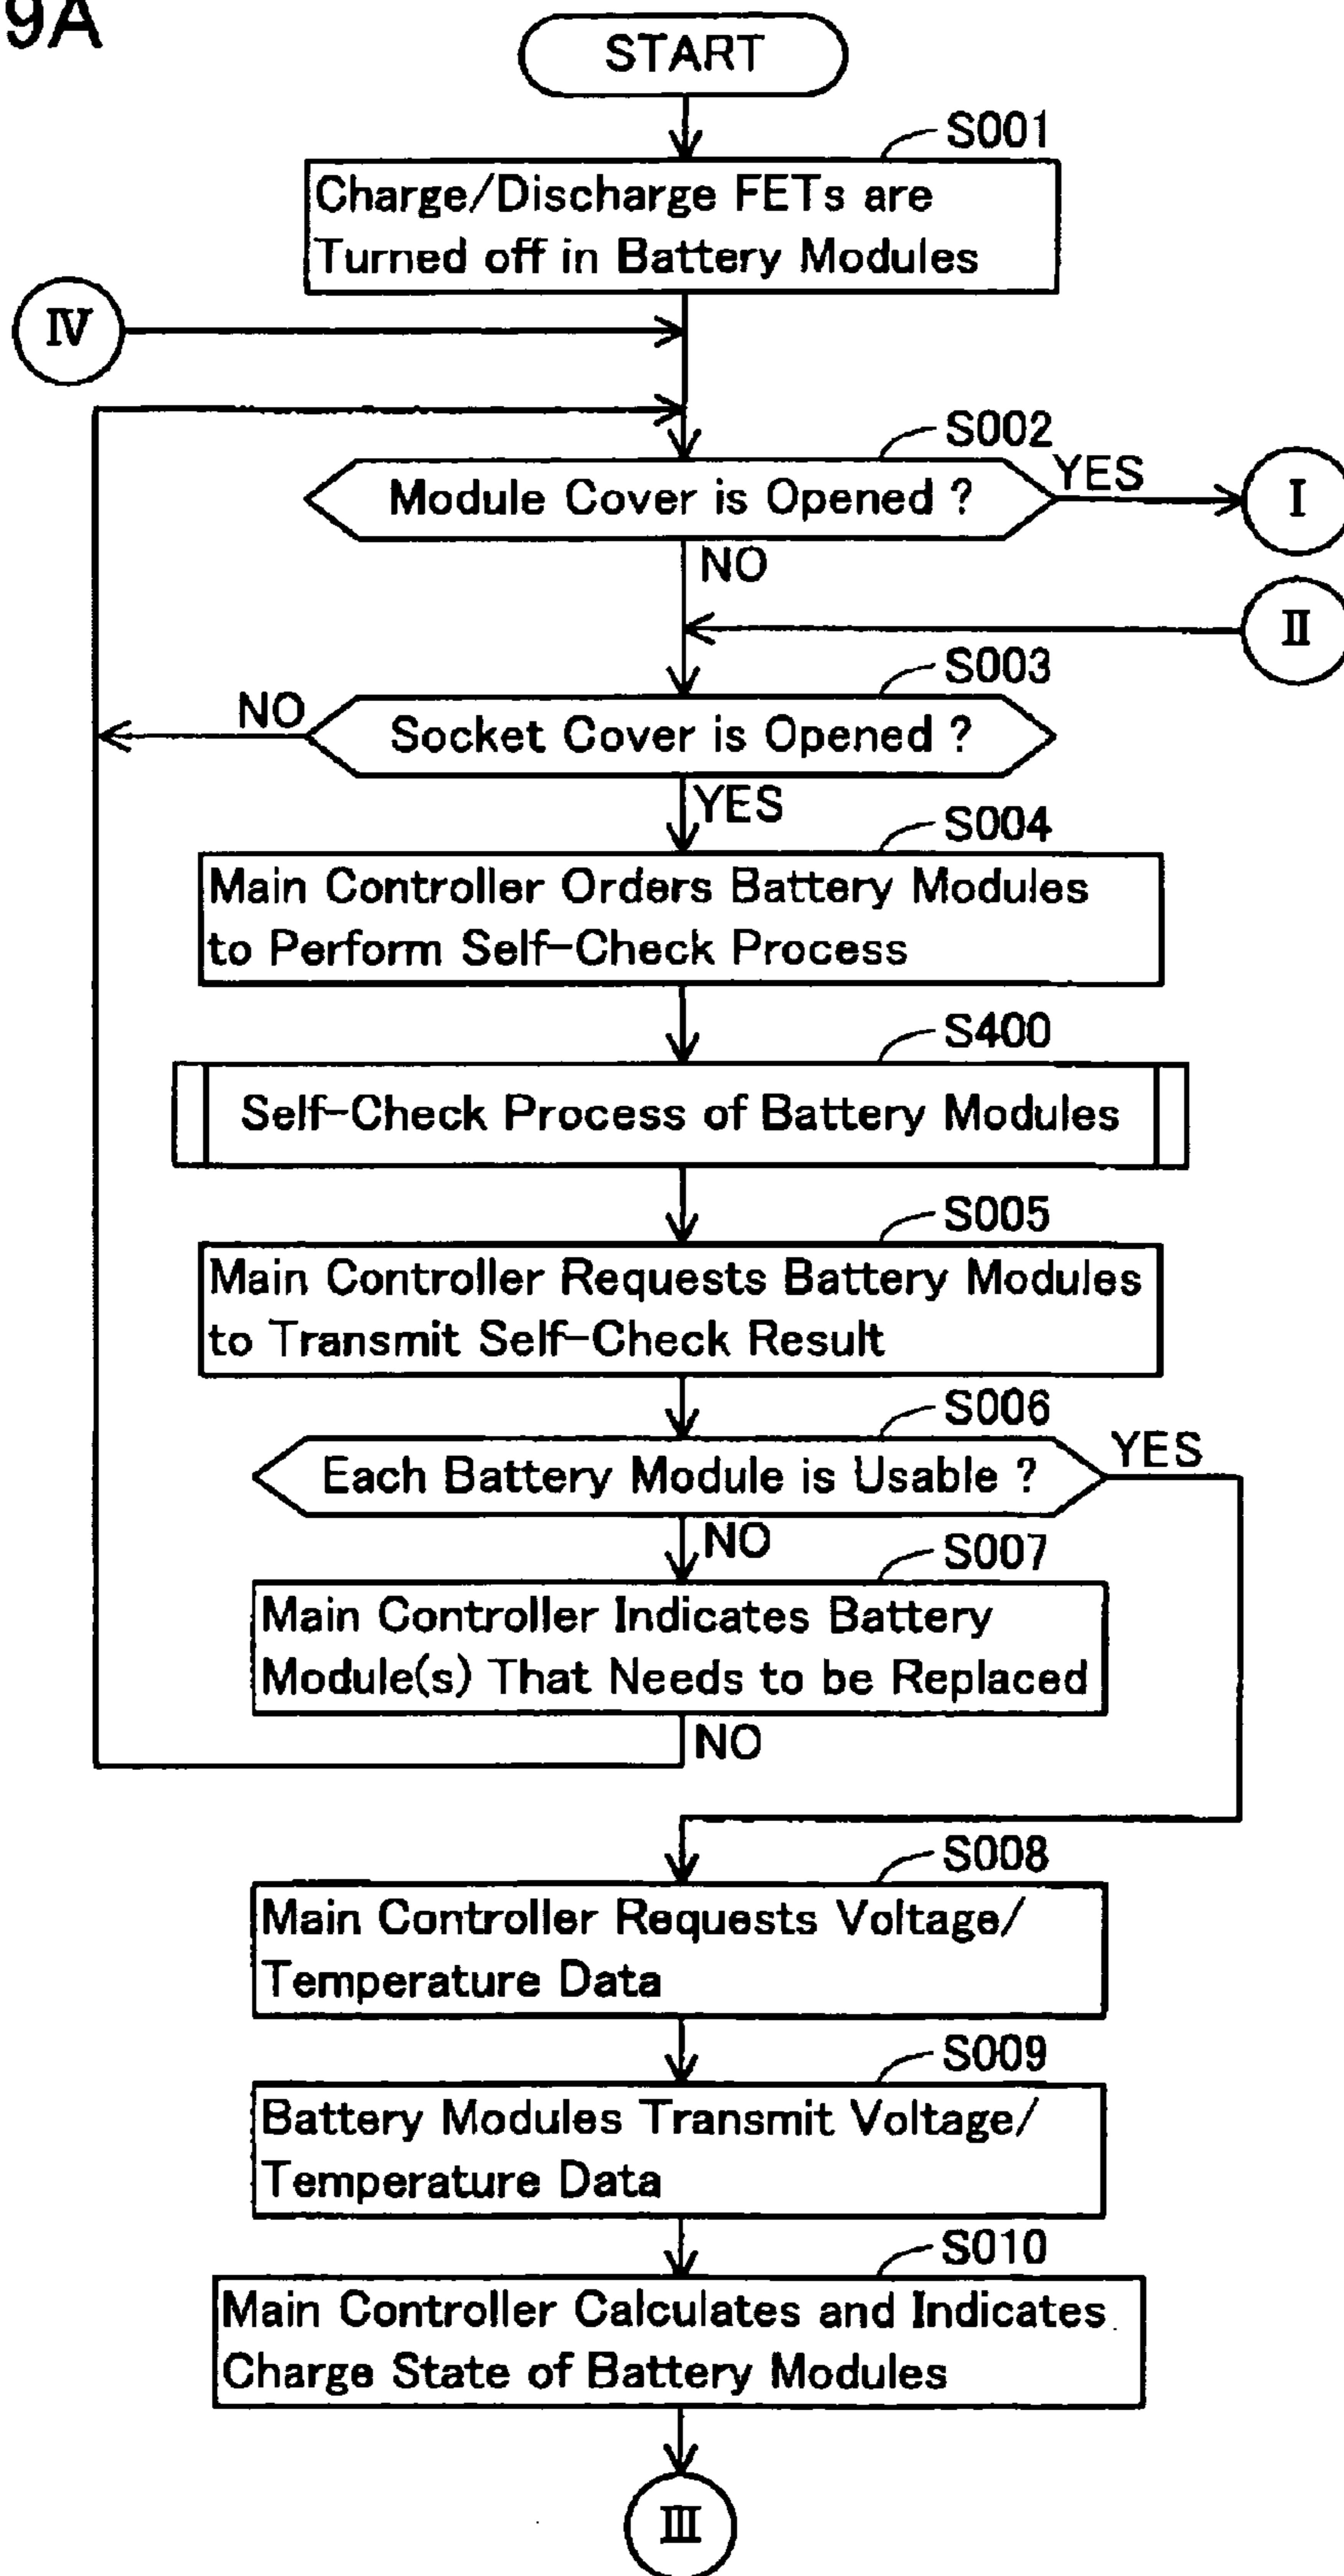 9A
START
S001
Charge/Discharge FETs are
Turned off in Battery Modules
IV
S002
Module Cover is Opened ?
YES
I
NO
II
S003
NO
Socket Cover is Opened ?
YES
S004
Main Controller Orders Battery Modules
to Perform Self-Check Process
S400
Self-Check Process of Battery Modules
S005
Main Controller Requests Battery Modules
to Transmit Self-Check Result
S006
Each Battery Module is Usable ?
YES
NO
S007
Main Controller Indicates Battery
Module(s) That Needs to be Replaced
NO
S008
Main Controller Requests Voltage/
Temperature Data
S009
Battery Modules Transmit Voltage/
Temperature Data
S010
Main Controller Calculates and Indicates
Charge State of Battery Modules
III